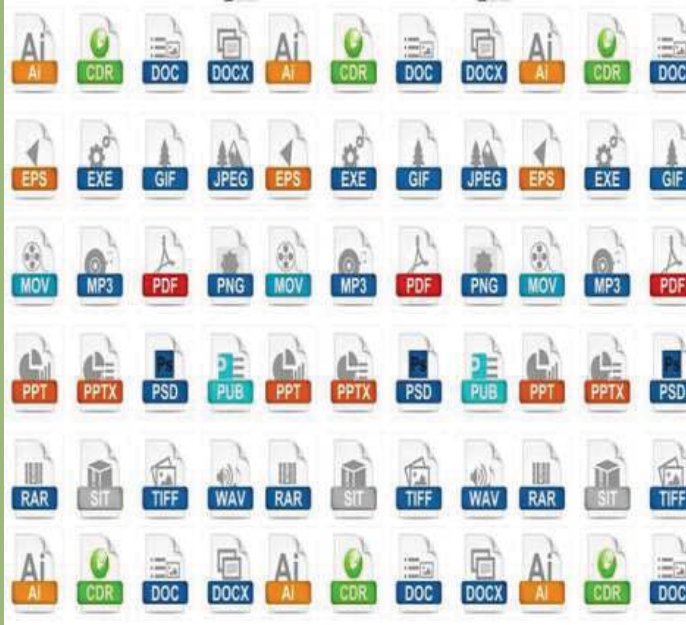 Ai CDR DOC DOCX Ai CDR DOC DOCX Ai CDR DOC
EPS EXE GIF JPEG EPS EXE GIF JPEG EPS EXE GIF
MOV MP3 PDF PNG MOV MP3 PDF PNG MOV MP3 PDF
PPT PPTX PSD PUB PPT PPTX PSD PUB PPT PPTX PSD
RAR SIT TIFF WAV RAR SIT TIFF WAV RAR SIT TIFF
Ai CDR DOC DOCX Ai CDR DOC DOCX Ai CDR DOC